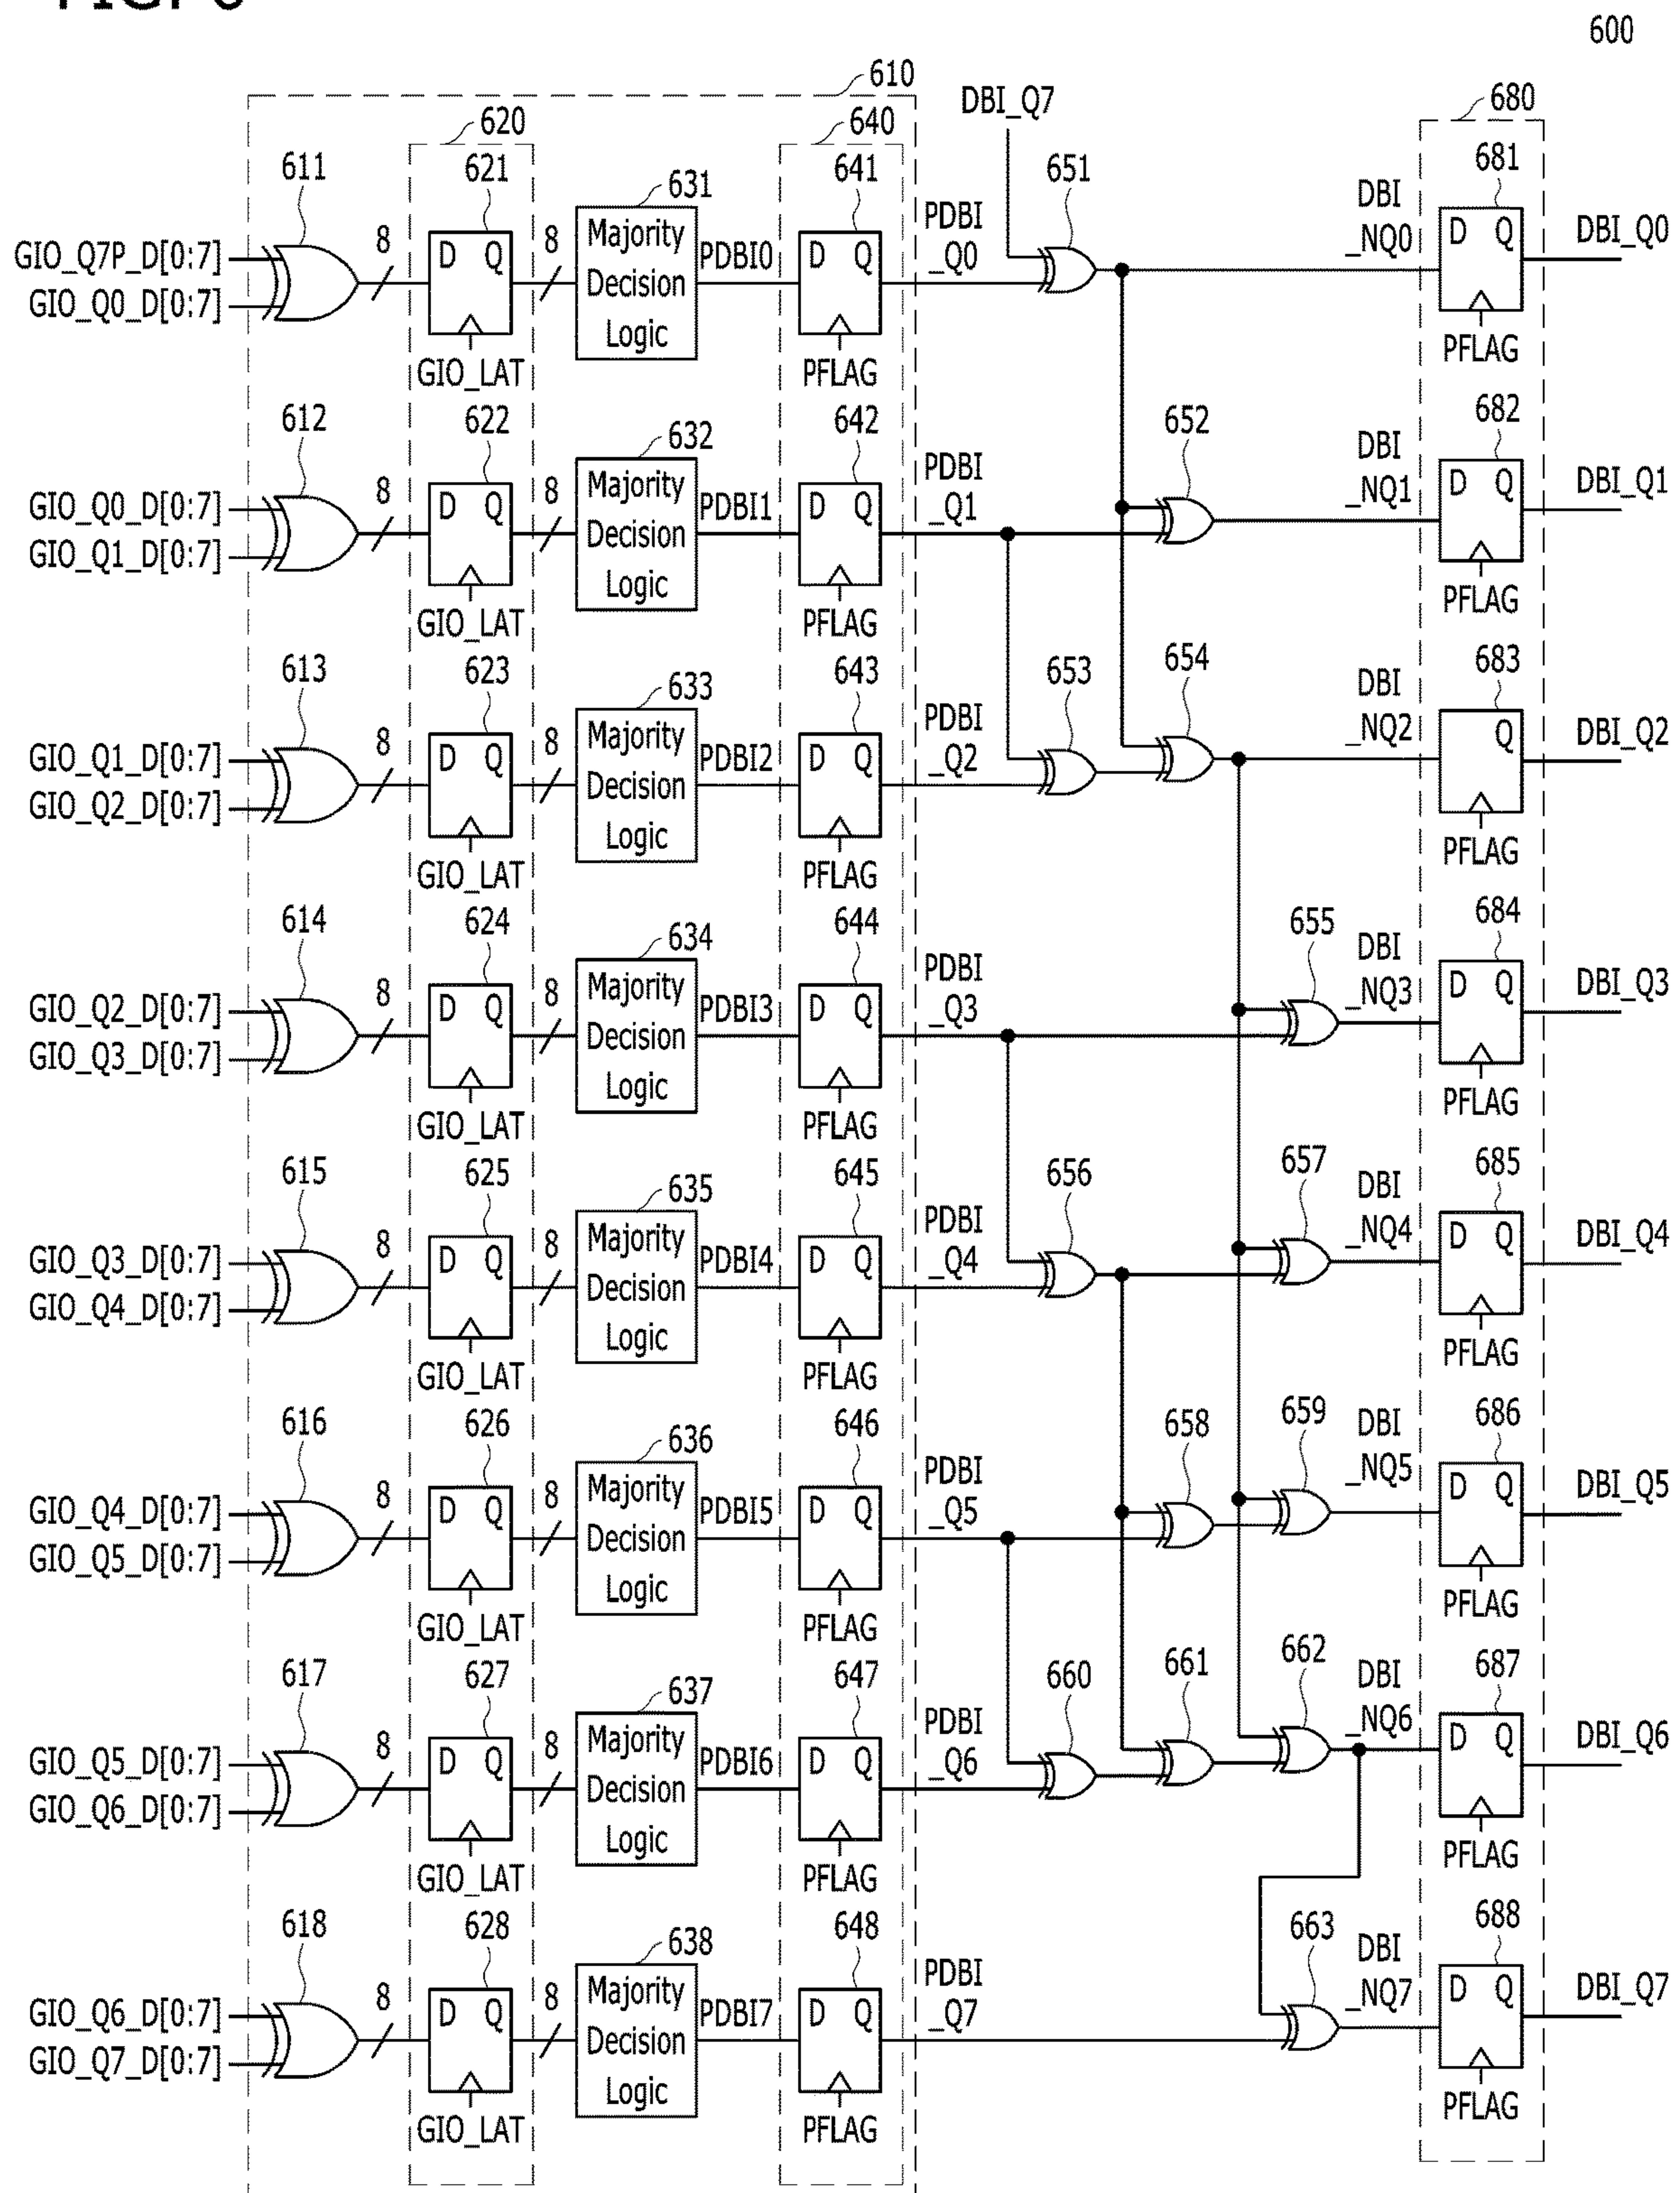 FIG. 6
600
610
DBI_Q7
620
640
680
611
621
631
641
PDBI
_Q0
651
DBI
_NQ0
681
GIO_Q7P_D[0:7]
GIO_Q0_D[0:7]
8
D Q
8
Majority
Decision
Logic
PDBI0
D Q
D Q
DBI_Q0
GIO_LAT
PFLAG
PFLAG
612
622
632
642
PDBI
_Q1
652
DBI
_NQ1
682
GIO_Q0_D[0:7]
GIO_Q1_D[0:7]
8
D Q
8
Majority
Decision
Logic
PDBI1
D Q
D Q
DBI_Q1
GIO_LAT
PFLAG
PFLAG
613
623
633
643
PDBI
_Q2
653
654
DBI
_NQ2
683
GIO_Q1_D[0:7]
GIO_Q2_D[0:7]
8
D Q
8
Majority
Decision
Logic
PDBI2
D Q
Q
DBI_Q2
GIO_LAT
PFLAG
PFLAG
614
624
634
644
PDBI
_Q3
655
DBI
_NQ3
684
GIO_Q2_D[0:7]
GIO_Q3_D[0:7]
8
D Q
8
Majority
Decision
Logic
PDBI3
D Q
D Q
DBI_Q3
GIO_LAT
PFLAG
PFLAG
615
625
635
645
PDBI
_Q4
656
657
DBI
_NQ4
685
GIO_Q3_D[0:7]
GIO_Q4_D[0:7]
8
D Q
8
Majority
Decision
Logic
PDBI4
D Q
D Q
DBI_Q4
GIO_LAT
PFLAG
PFLAG
616
626
636
646
PDBI
_Q5
658
659
DBI
_NQ5
686
GIO_Q4_D[0:7]
GIO_Q5_D[0:7]
8
D Q
8
Majority
Decision
Logic
PDBI5
D Q
D Q
DBI_Q5
GIO_LAT
PFLAG
PFLAG
617
627
637
647
PDBI
_Q6
660
661
662
DBI
_NQ6
687
GIO_Q5_D[0:7]
GIO_Q6_D[0:7]
8
D Q
8
Majority
Decision
Logic
PDBI6
D Q
D Q
DBI_Q6
GIO_LAT
PFLAG
PFLAG
618
628
638
648
PDBI
_Q7
663
DBI
_NQ7
688
GIO_Q6_D[0:7]
GIO_Q7_D[0:7]
8
D Q
8
Majority
Decision
Logic
PDBI7
D Q
D Q
DBI_Q7
GIO_LAT
PFLAG
PFLAG